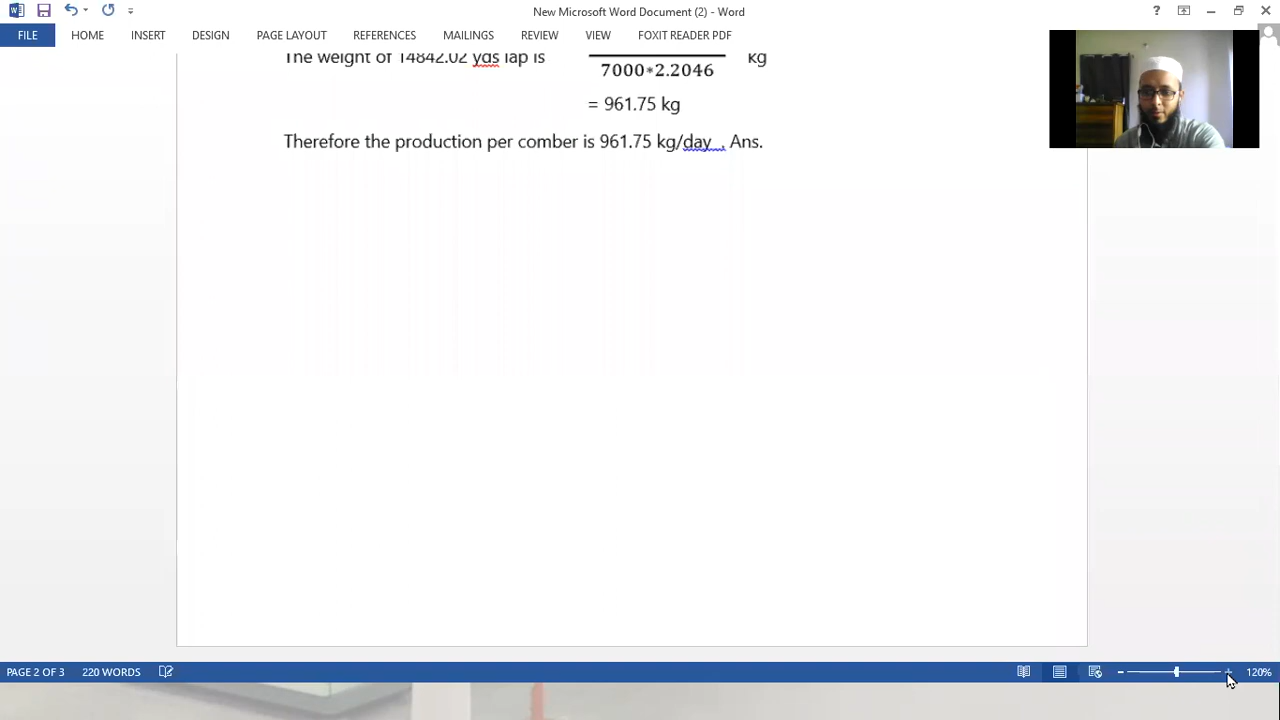 New Microsoft Word Document (2) - Word
?
FILE HOME INSERT DESIGN PAGE LAYOUT REFERENCES MAILINGS REVIEW VIEW FOXIT READER PDF
The weight of 14842.02 yds lap is kg
7000*2.2046
= 961.75 kg
Therefore the production per comber is 961.75 kg/day , Ans.
PAGE 2 OF 3 220 WORDS 120%